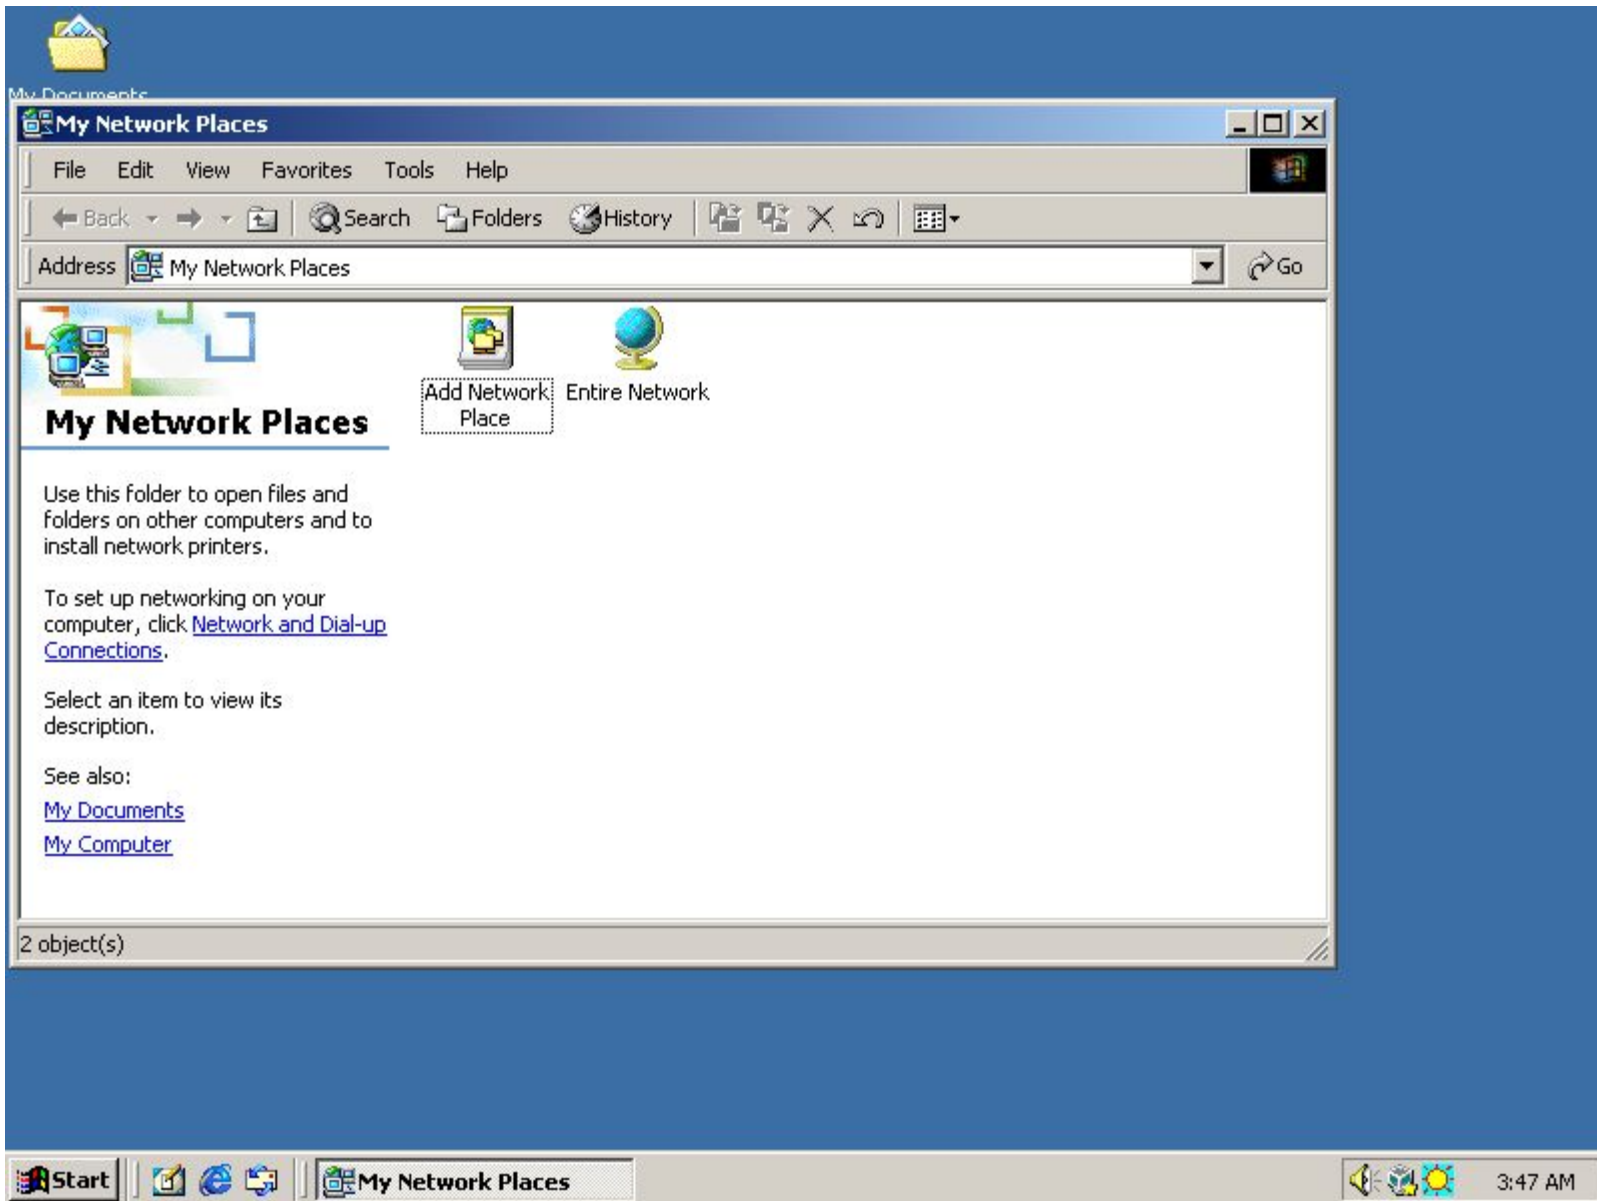 My Documents
My Network Places
File Edit View Favorites Tools Help
Back Search Folders History
Address My Network Places Go
My Network Places
Use this folder to open files and
folders on other computers and to
install network printers.
To set up networking on your
computer, click Network and Dial-up
Connections.
Select an item to view its
description.
See also:
My Documents
My Computer
Add Network
Place
Entire Network
2 object(s)
Start My Network Places 3:47 AM